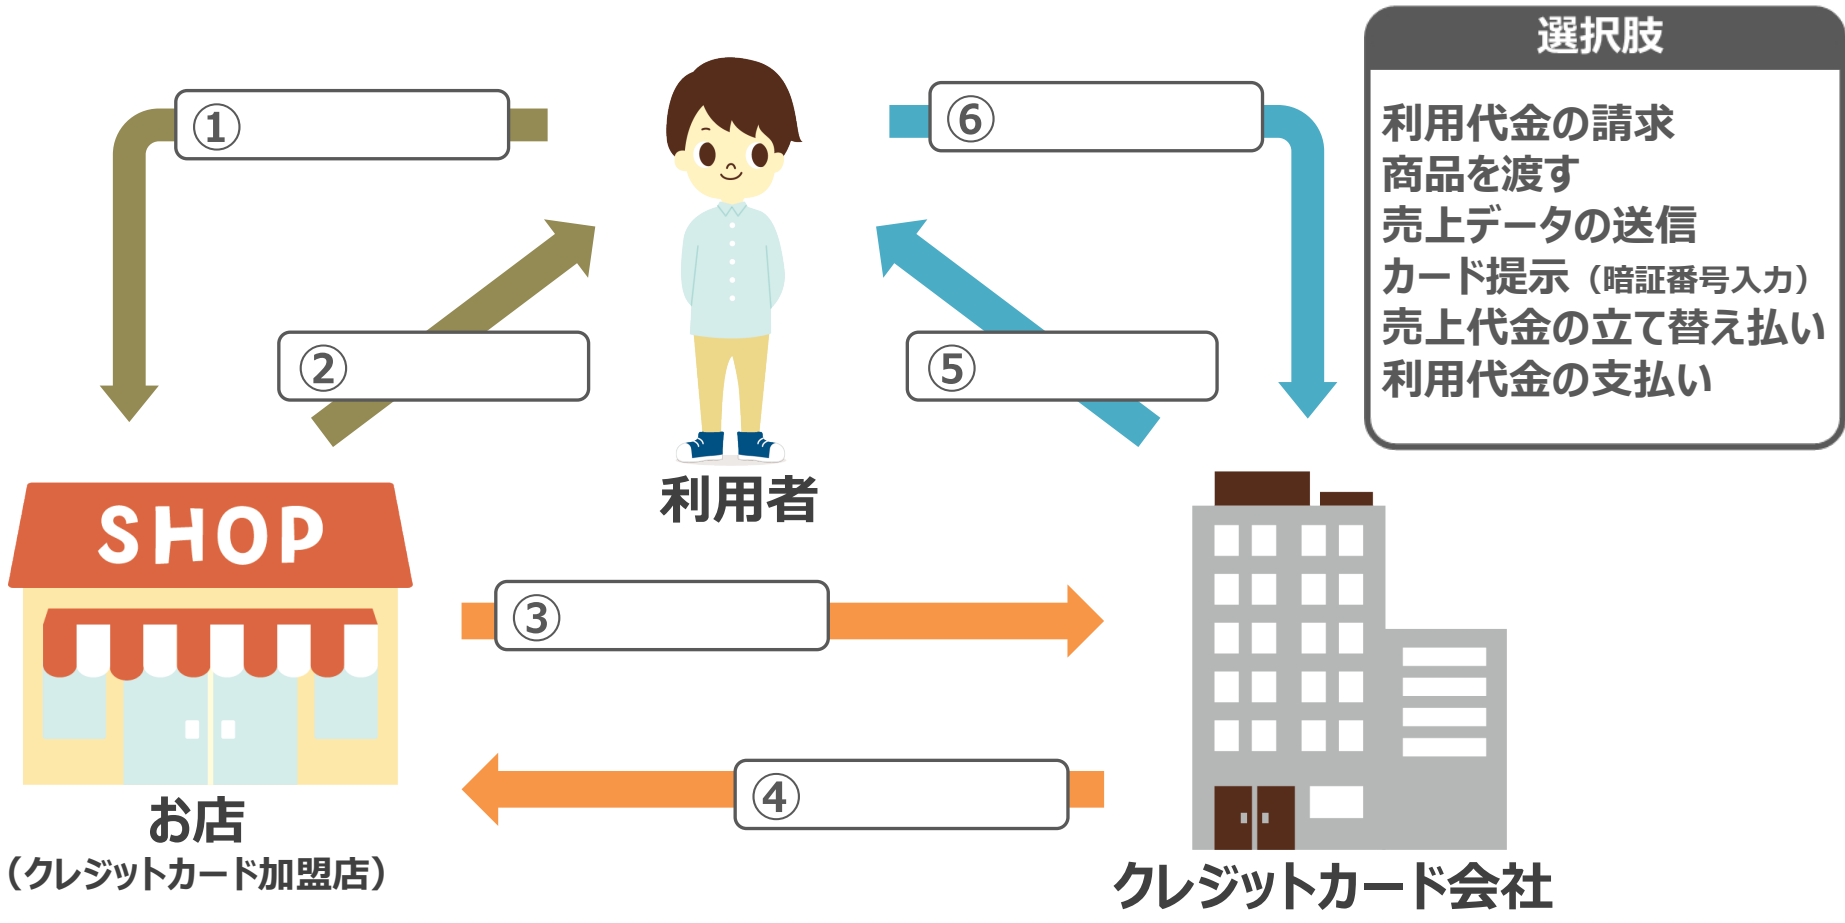 選択肢
利用代金の請求
商品を渡す
売上データの送信
カード提示（暗証番号入力）
売上代金の立て替え払い
利用代金の支払い
①
⑥
②
⑤
利用者
SHOP
③
④
お店
（クレジットカード加盟店）
クレジットカード会社